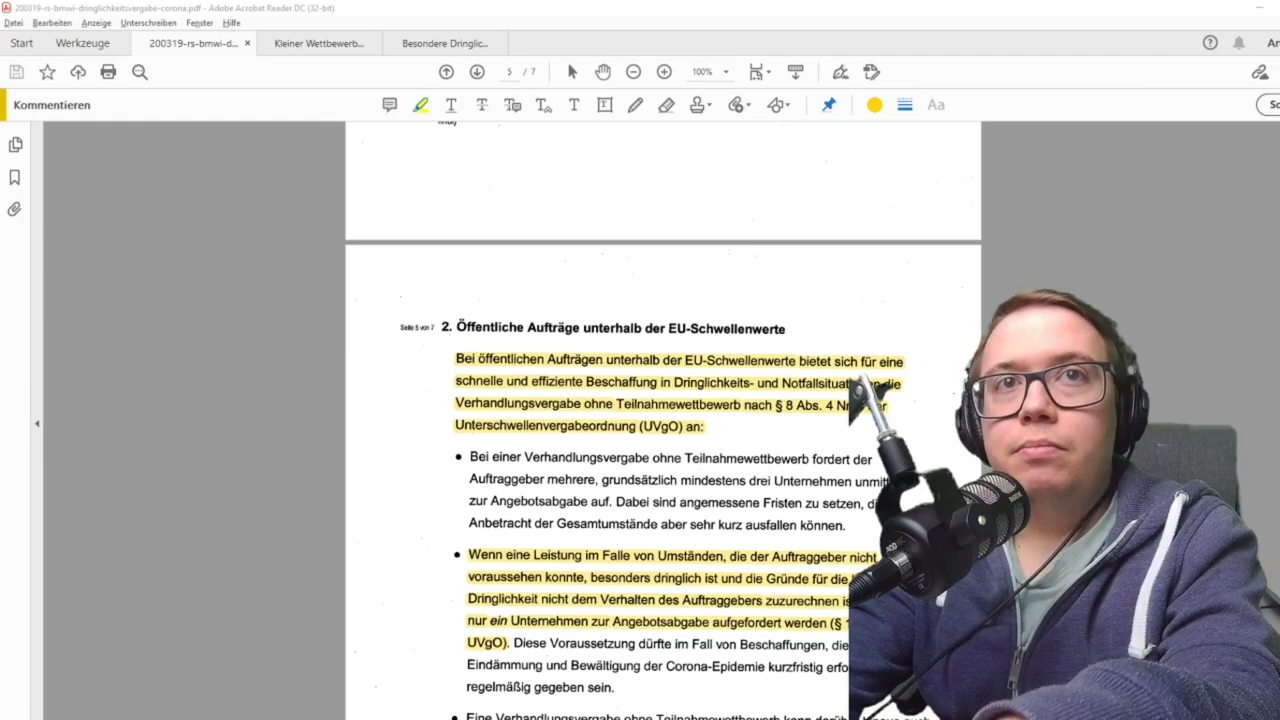 200319-rs-bmwi-dringlichkeitsvergabe-corona.pdf - Adobe Acrobat Reader DC (32-bit)
Datei Bearbeiten Anzeige Unterschreiben Fenster Hilfe
Start Werkzeuge 200319-rs-bmwi-d... × Kleiner Wettbewerb... Besondere Dringlic...
5 / 7 100%
Kommentieren Aa
Seite 5 von 7 2. Öffentliche Aufträge unterhalb der EU-Schwellenwerte
Bei öffentlichen Aufträgen unterhalb der EU-Schwellenwerte bietet sich für eine
schnelle und effiziente Beschaffung in Dringlichkeits- und die
Verhandlungsvergabe ohne Teilnahmewettbewerb nach § 8 Abs. 4
Unterschwellenvergabeordnung (UVgO) an:
• Bei einer Verhandlungsvergabe ohne Teilnahmewettbewerb fordert der
Auftraggeber mehrere, grundsätzlich mindestens drei Unternehmen
zur Angebotsabgabe auf. Dabei sind angemessene Fristen zu setzen,
Anbetracht der Gesamtumstände aber sehr kurz ausfallen können.
• Wenn eine Leistung im Falle von Umständen, die der Auftraggeber nicht
voraussehen konnte, besonders dringlich ist und die Gründe für die
Dringlichkeit nicht dem Verhalten des Auftraggebers zuzurechnen
nur ein Unternehmen zur Angebotsabgabe aufgefordert werden (§
UVgO). Diese Voraussetzung dürfte im Fall von Beschaffungen, die
Eindämmung und Bewältigung der Corona-Epidemie kurzfristig
regelmäßig gegeben sein.
• Eine Verhandlungsvergabe ohne Teilnahmewettbewerb kann
RØDE